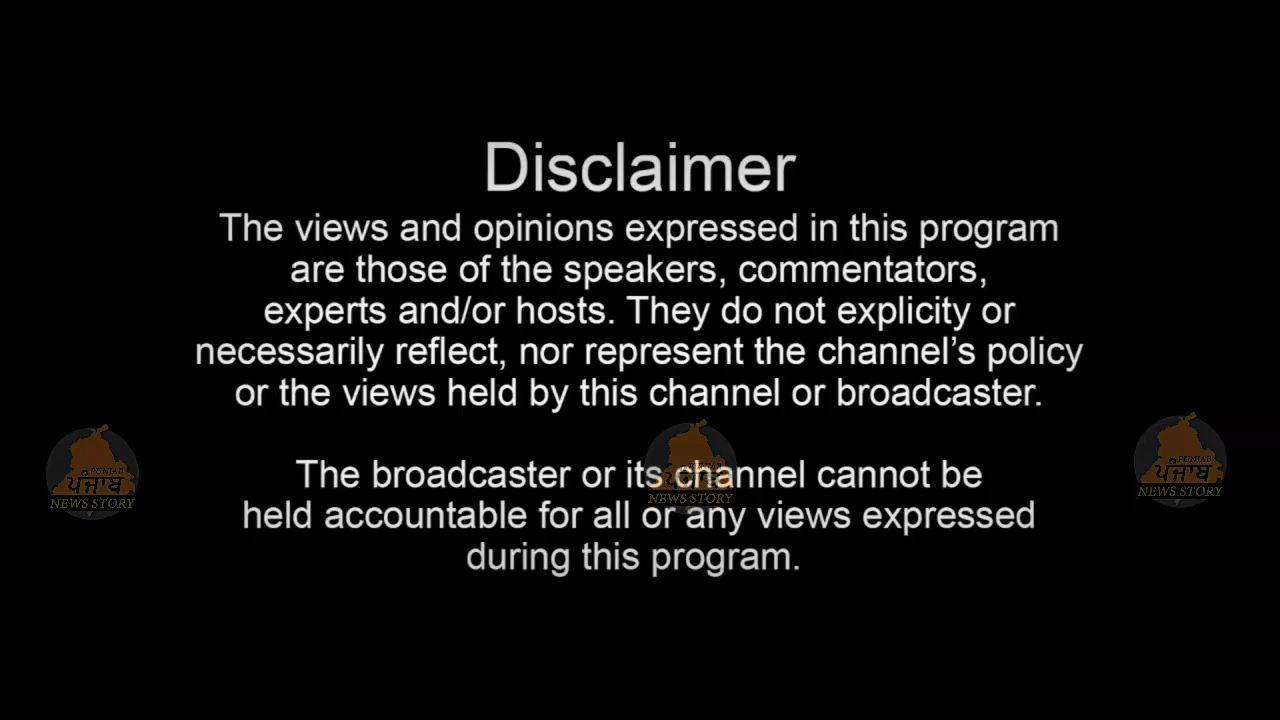 Disclaimer
The views and opinions expressed in this program
are those of the speakers, commentators,
experts and/or hosts. They do not explicity or
necessarily reflect, nor represent the channel's policy
or the views held by this channel or broadcaster.
The broadcaster or its channel cannot be
held accountable for all or any views expressed
during this program.
PUNJAB
ਪੰਜਾਬ
NEWS STORY
PUNJAB
ਪੰਜਾਬ
NEWS STORY
PUNJAB
ਪੰਜਾਬ
NEWS STORY